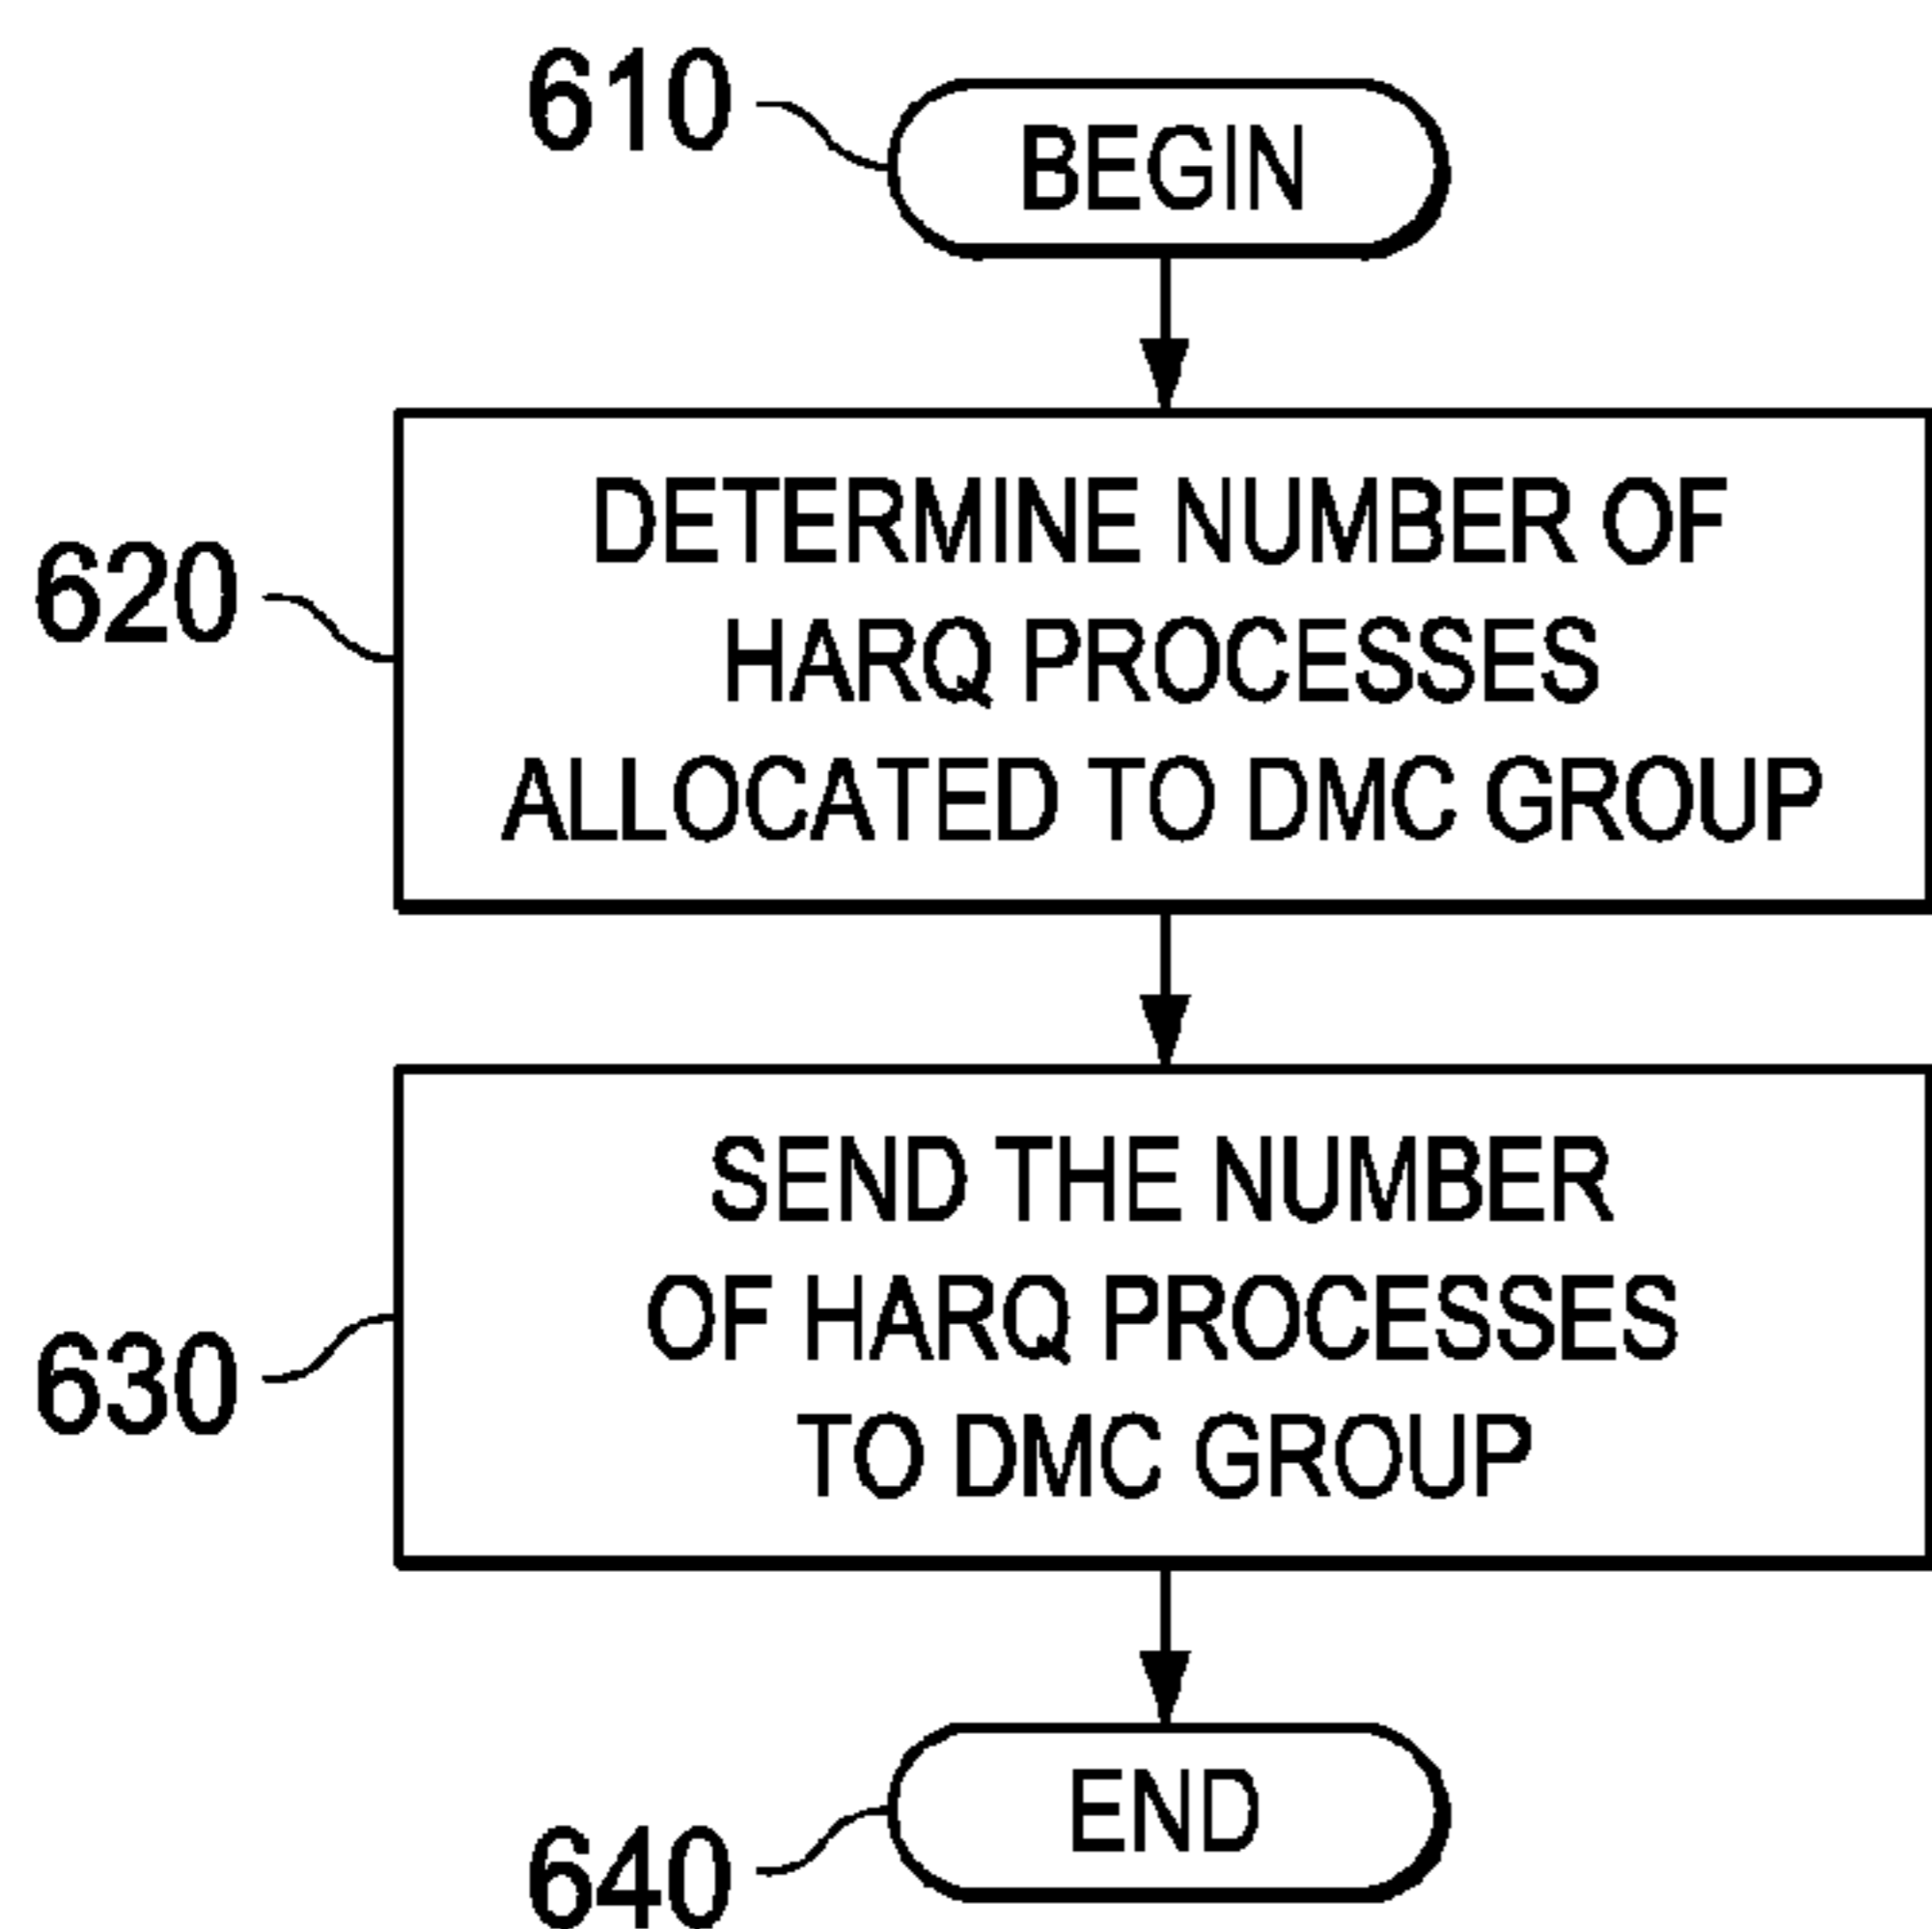 610
BEGIN
620
DETERMINE NUMBER OF
HARQ PROCESSES
ALLOCATED TO DMC GROUP
630
SEND THE NUMBER
OF HARQ PROCESSES
TO DMC GROUP
640
END